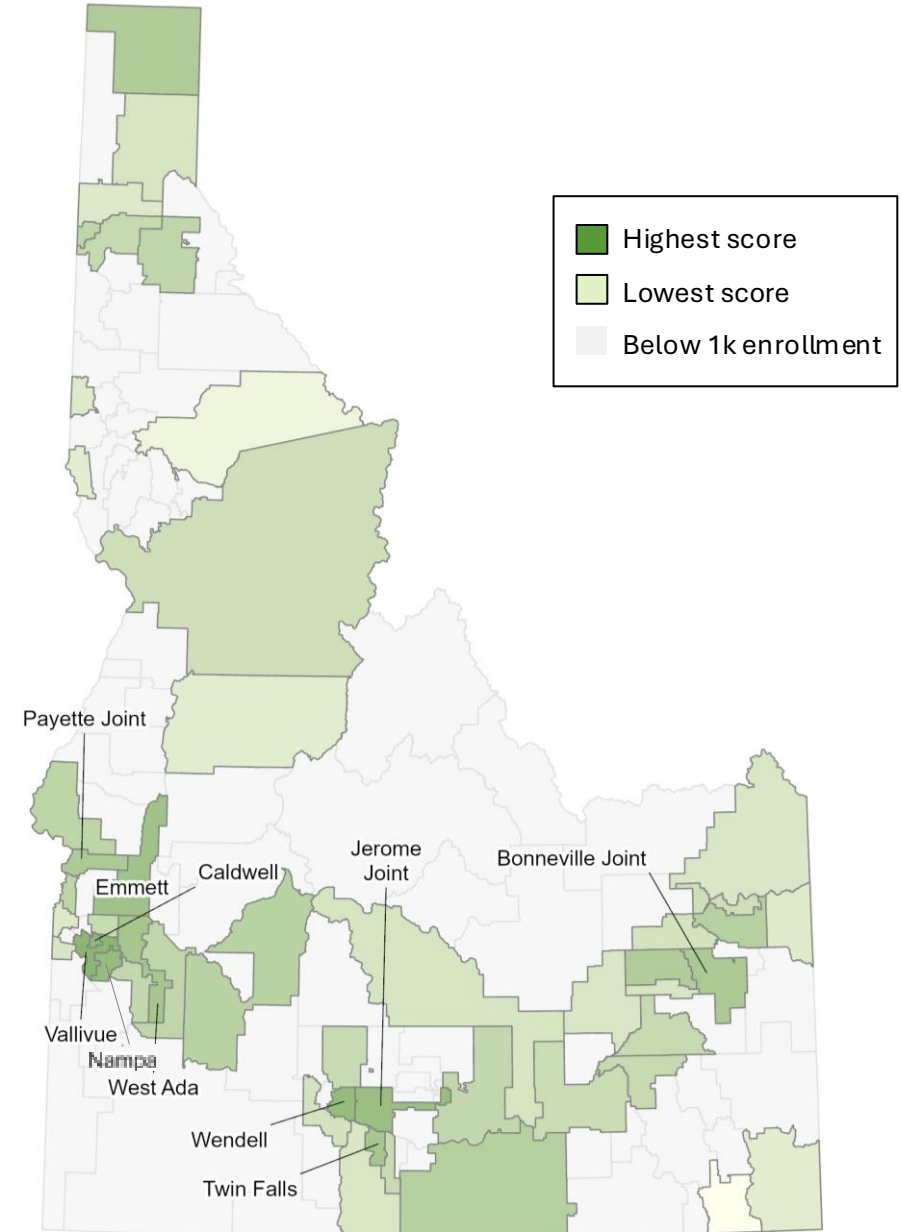 Highest score
Lowest score
Below 1k enrollment
Payette Joint
Jerome
Joint
Bonneville Joint
Caldwell
Emmett
Vallivue
Nampa
West Ada
Wendell
Twin Falls